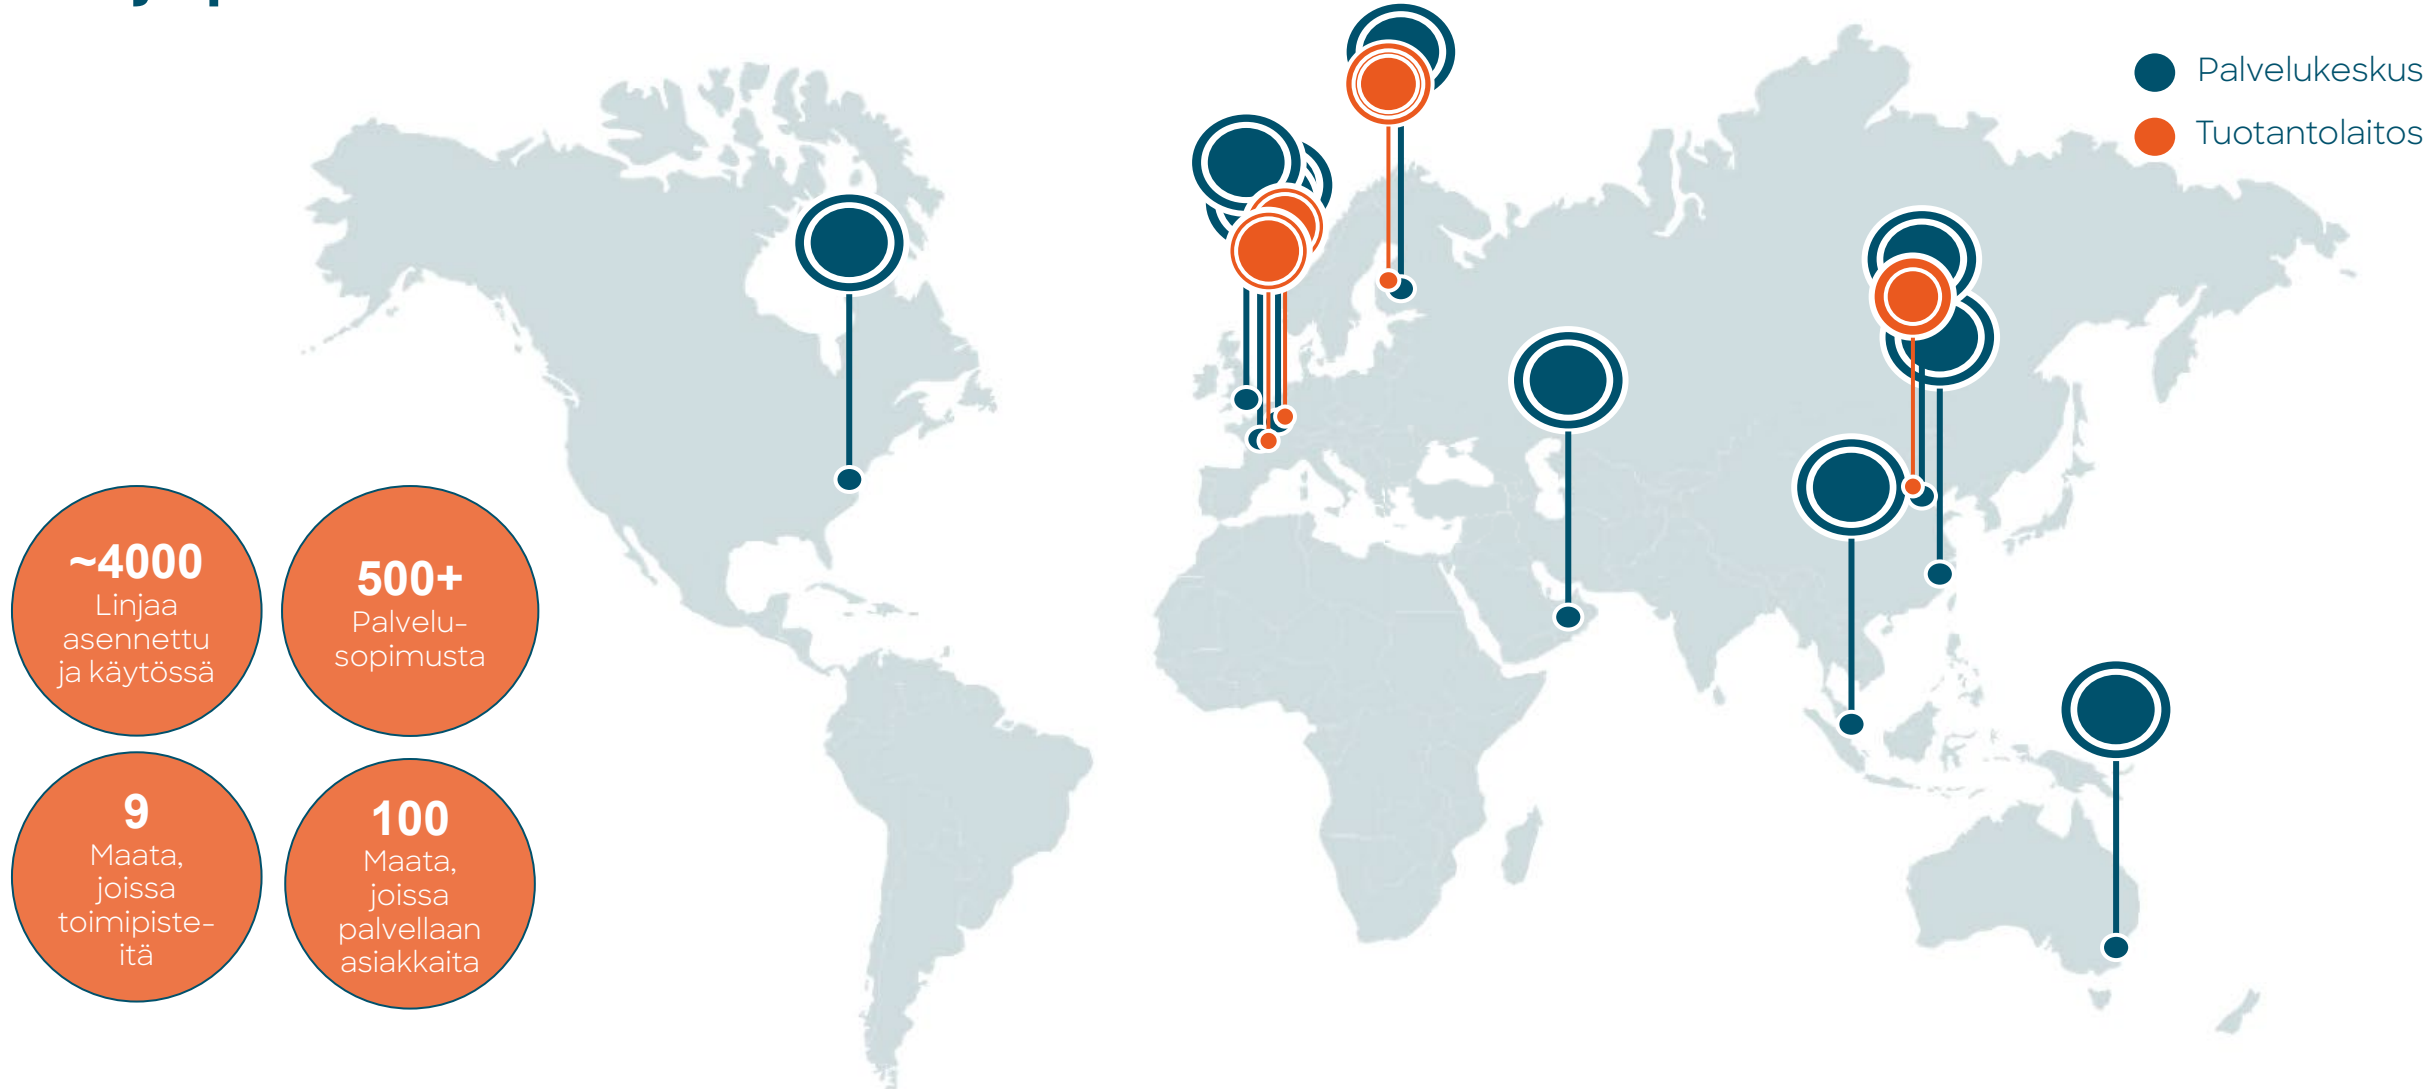 Palvelukeskus
Tuotantolaitos
~4000
Linjaa
asennettu
ja käytössä
500+
Palvelu-
sopimusta
9
Maata,
joissa
toimipiste-
itä
100
Maata,
joissa
palvellaan
asiakkaita